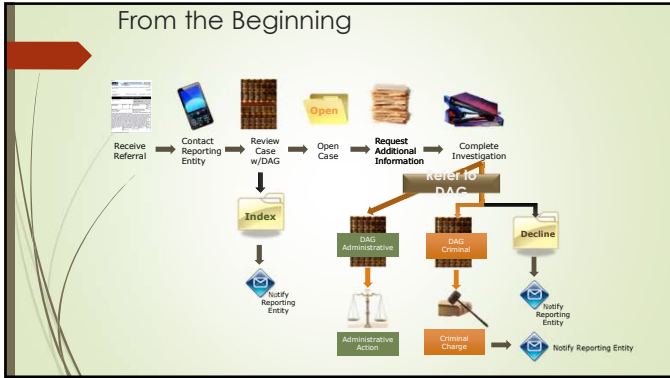 From the Beginning
Open
Receive
Referral
Contact
Reporting
Entity
Review
Case
w/DAG
Open
Case
Request
Additional
Information
Complete
Investigation
Refer to
DAG
Index
DAG
Administrative
DAG
Criminal
Decline
Notify
Reporting
Entity
Notify
Reporting
Entity
Administrative
Action
Criminal
Charge
Notify Reporting Entity